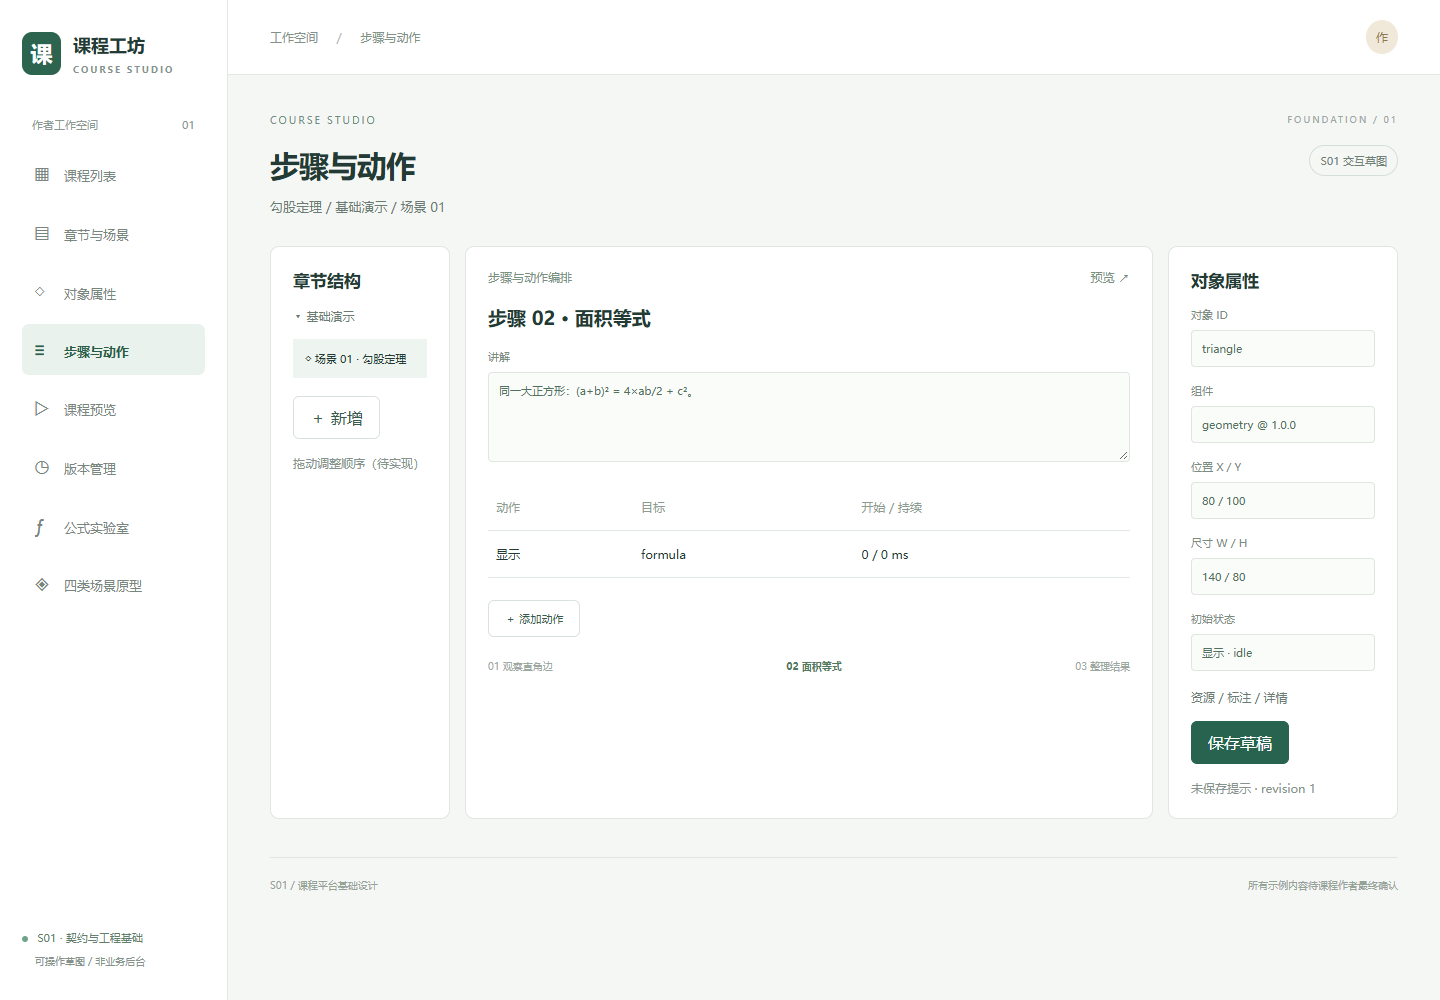 课 课程工坊
COURSE STUDIO
作者工作空间 01
课程列表
章节与场景
对象属性
步骤与动作
课程预览
版本管理
公式实验室
四类场景原型
S01 · 契约与工程基础
可操作草图 / 非业务后台
工作空间 / 步骤与动作
作
COURSE STUDIO
FOUNDATION / 01
步骤与动作
S01 交互草图
勾股定理 / 基础演示 / 场景 01
章节结构
基础演示
场景 01 · 勾股定理
+ 新增
拖动调整顺序（待实现）
步骤与动作编排
预览 ↗
步骤 02 · 面积等式
讲解
同一大正方形：(a+b)² = 4×ab/2 + c²。
动作 目标 开始 / 持续
显示 formula 0 / 0 ms
+ 添加动作
01 观察直角边 02 面积等式 03 整理结果
对象属性
对象 ID
triangle
组件
geometry @ 1.0.0
位置 X / Y
80 / 100
尺寸 W / H
140 / 80
初始状态
显示 · idle
资源 / 标注 / 详情
保存草稿
未保存提示 · revision 1
S01 / 课程平台基础设计
所有示例内容待课程作者最终确认